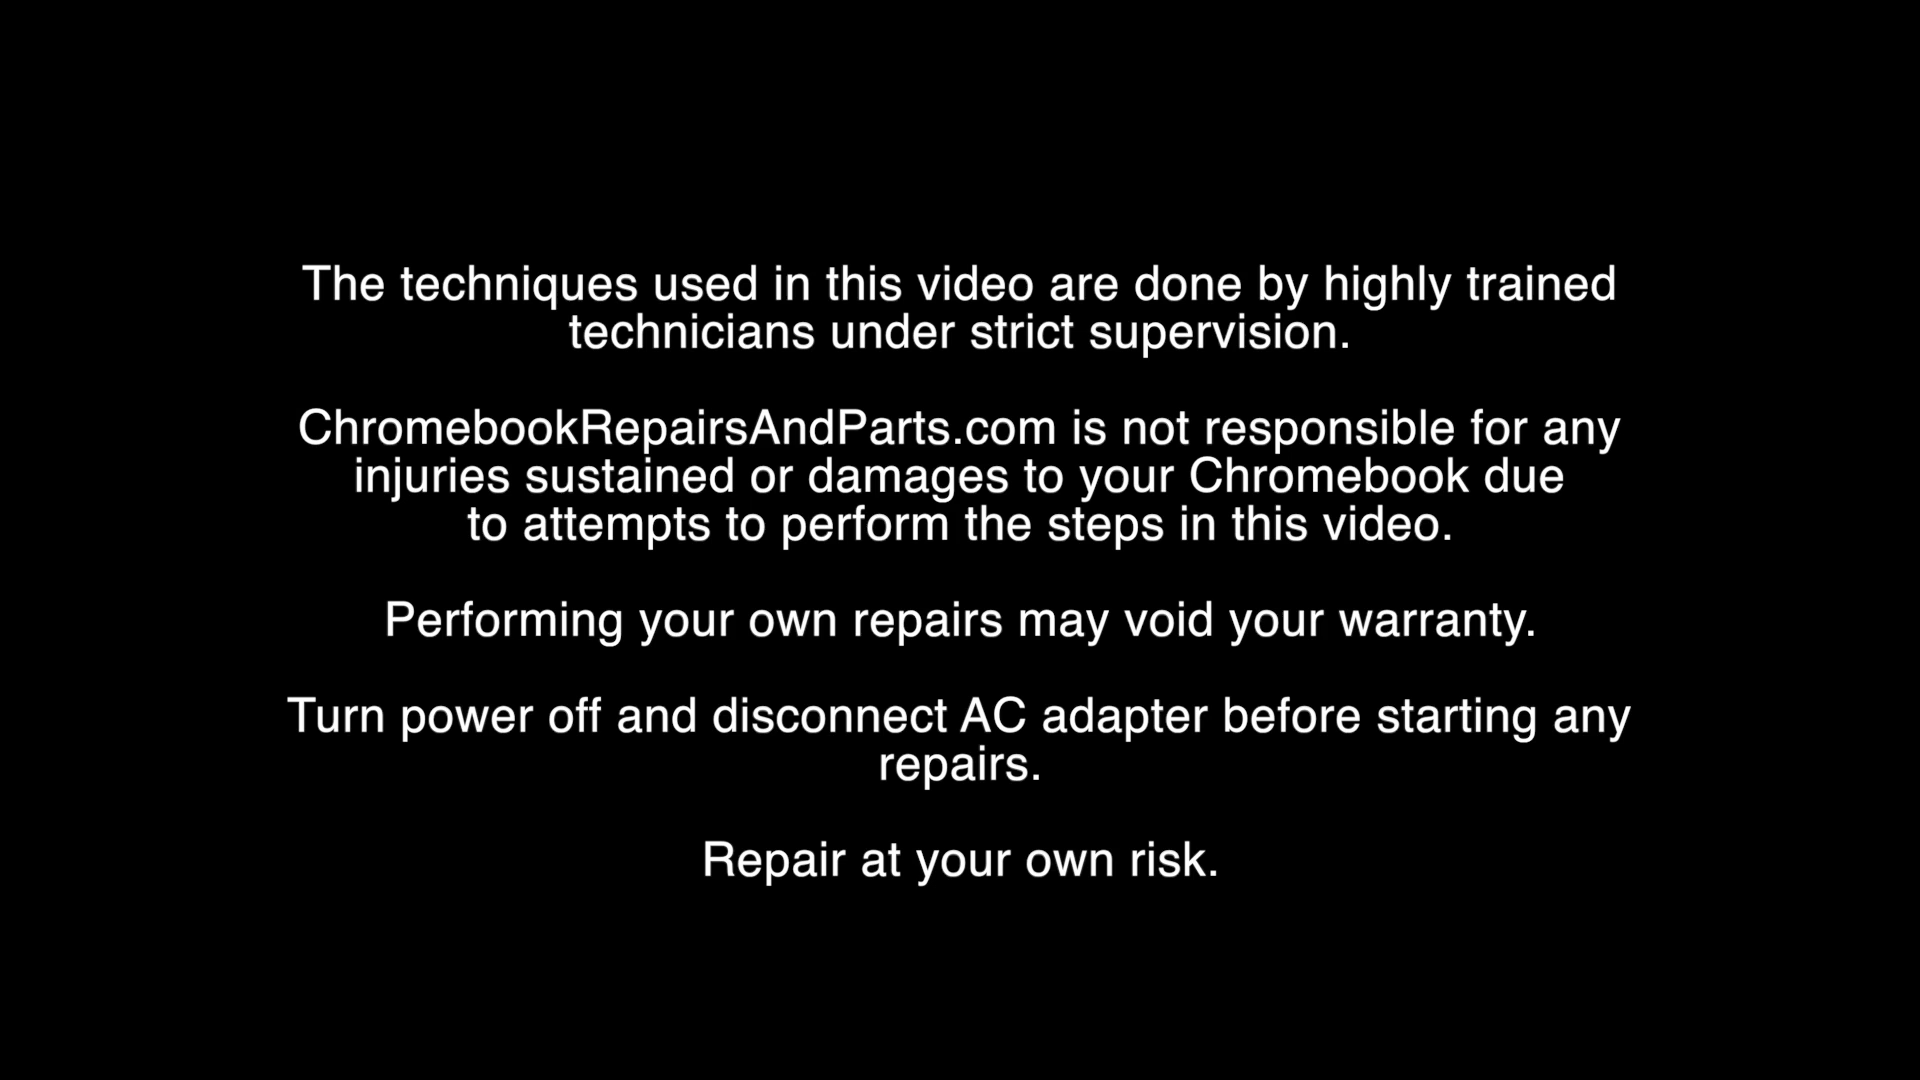 The techniques used in this video are done by highly trained
technicians under strict supervision.
ChromebookRepairsAndParts.com is not responsible for any
injuries sustained or damages to your Chromebook due
to attempts to perform the steps in this video.
Performing your own repairs may void your warranty.
Turn power off and disconnect AC adapter before starting any
repairs.
Repair at your own risk.